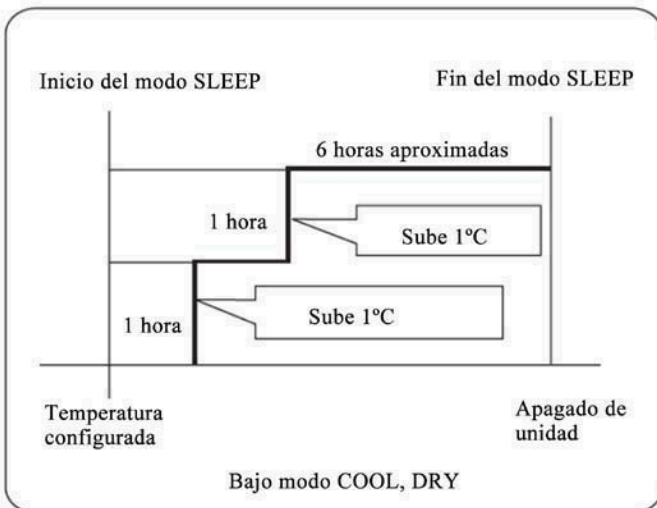 Inicio del modo SLEEP
Fin del modo SLEEP
6 horas aproximadas
1 hora
Sube 1ºC
1 hora
Sube 1ºC
Temperatura
configurada
Apagado de
unidad
Bajo modo COOL, DRY